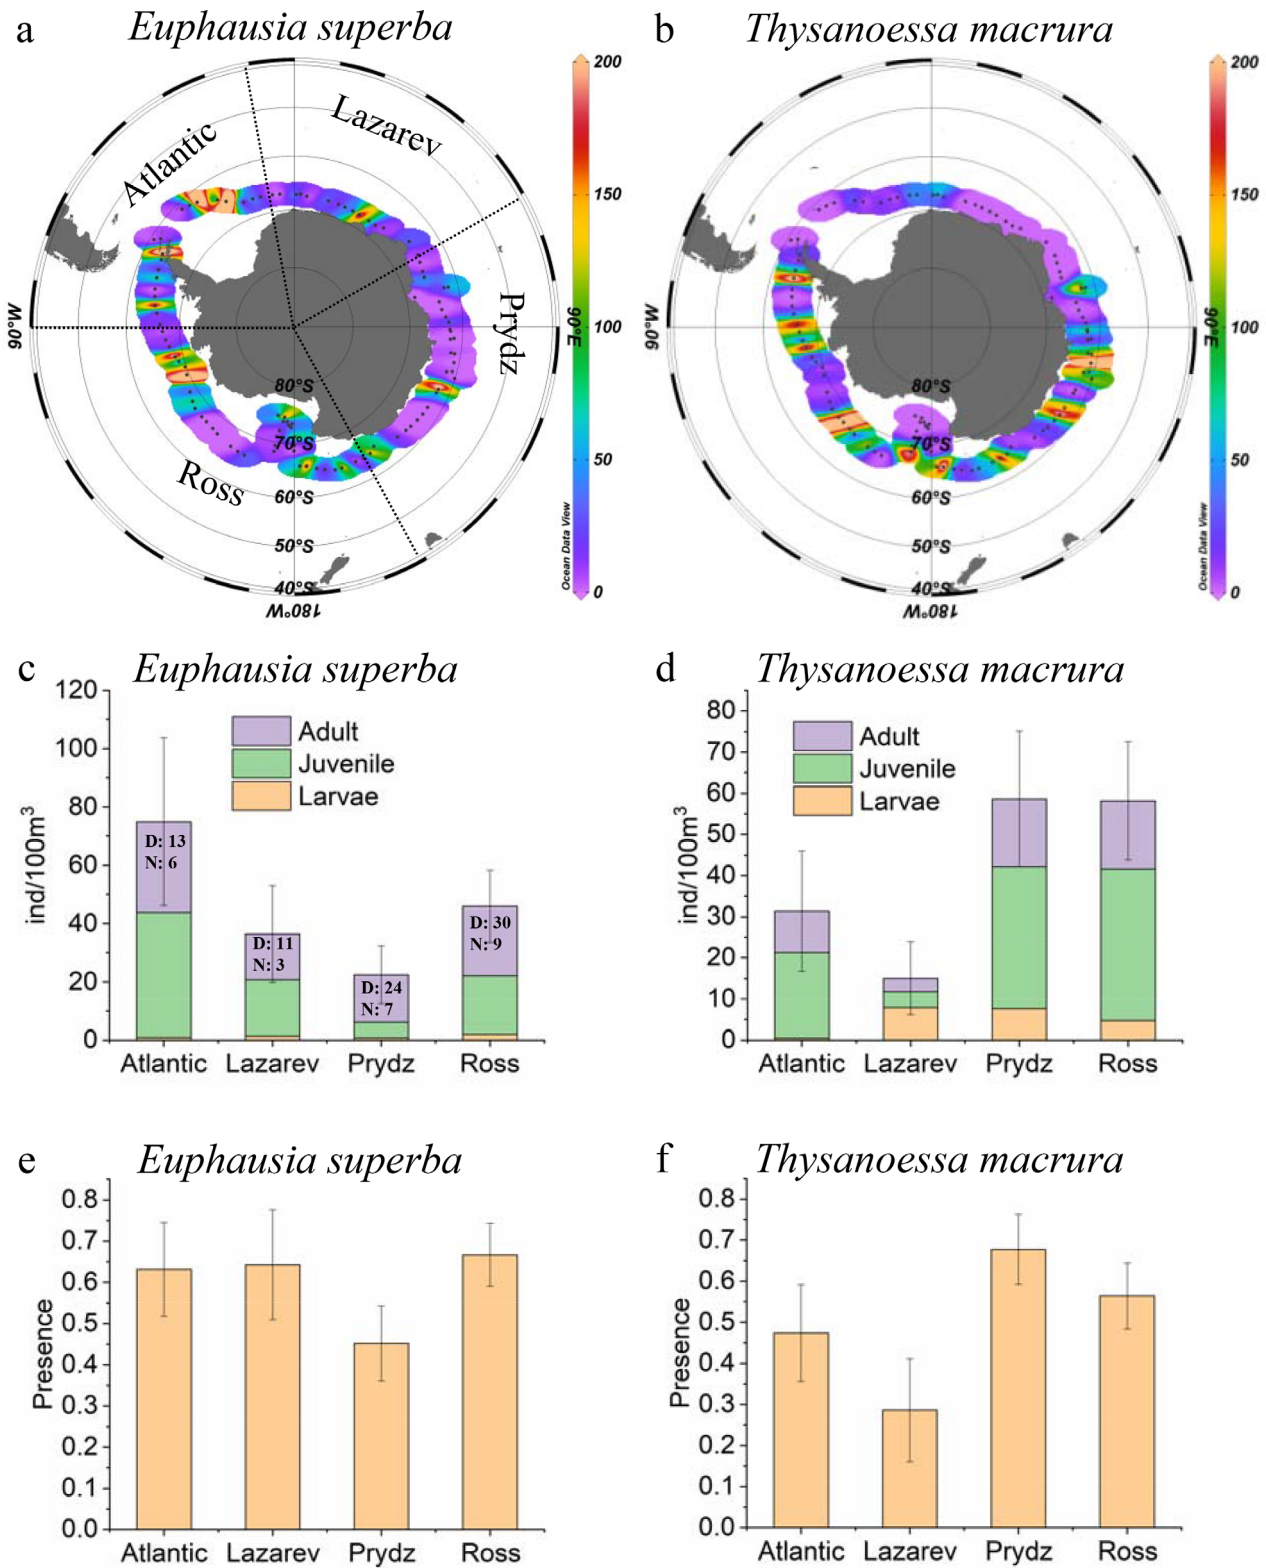 a Euphausia superba
b Thysanoessa macrura
Atlantic
Lazarev
Prydz
Ross
90°W
90°E
180°W
80°S
70°S
60°S
50°S
40°S
200
150
100
50
0
Ocean Data View
90°W
90°E
180°W
80°S
70°S
60°S
50°S
40°S
200
150
100
50
0
Ocean Data View
c Euphausia superba
120
100
80
60
40
20
0
ind/100m³
Adult
Juvenile
Larvae
D: 13
N: 6
D: 11
N: 3
D: 24
N: 7
D: 30
N: 9
Atlantic Lazarev Prydz Ross
d Thysanoessa macrura
80
70
60
50
40
30
20
10
0
ind/100m³
Adult
Juvenile
Larvae
Atlantic Lazarev Prydz Ross
e Euphausia superba
0.8
0.7
0.6
0.5
0.4
0.3
0.2
0.1
0.0
Presence
Atlantic Lazarev Prydz Ross
f Thysanoessa macrura
0.8
0.7
0.6
0.5
0.4
0.3
0.2
0.1
0.0
Presence
Atlantic Lazarev Prydz Ross